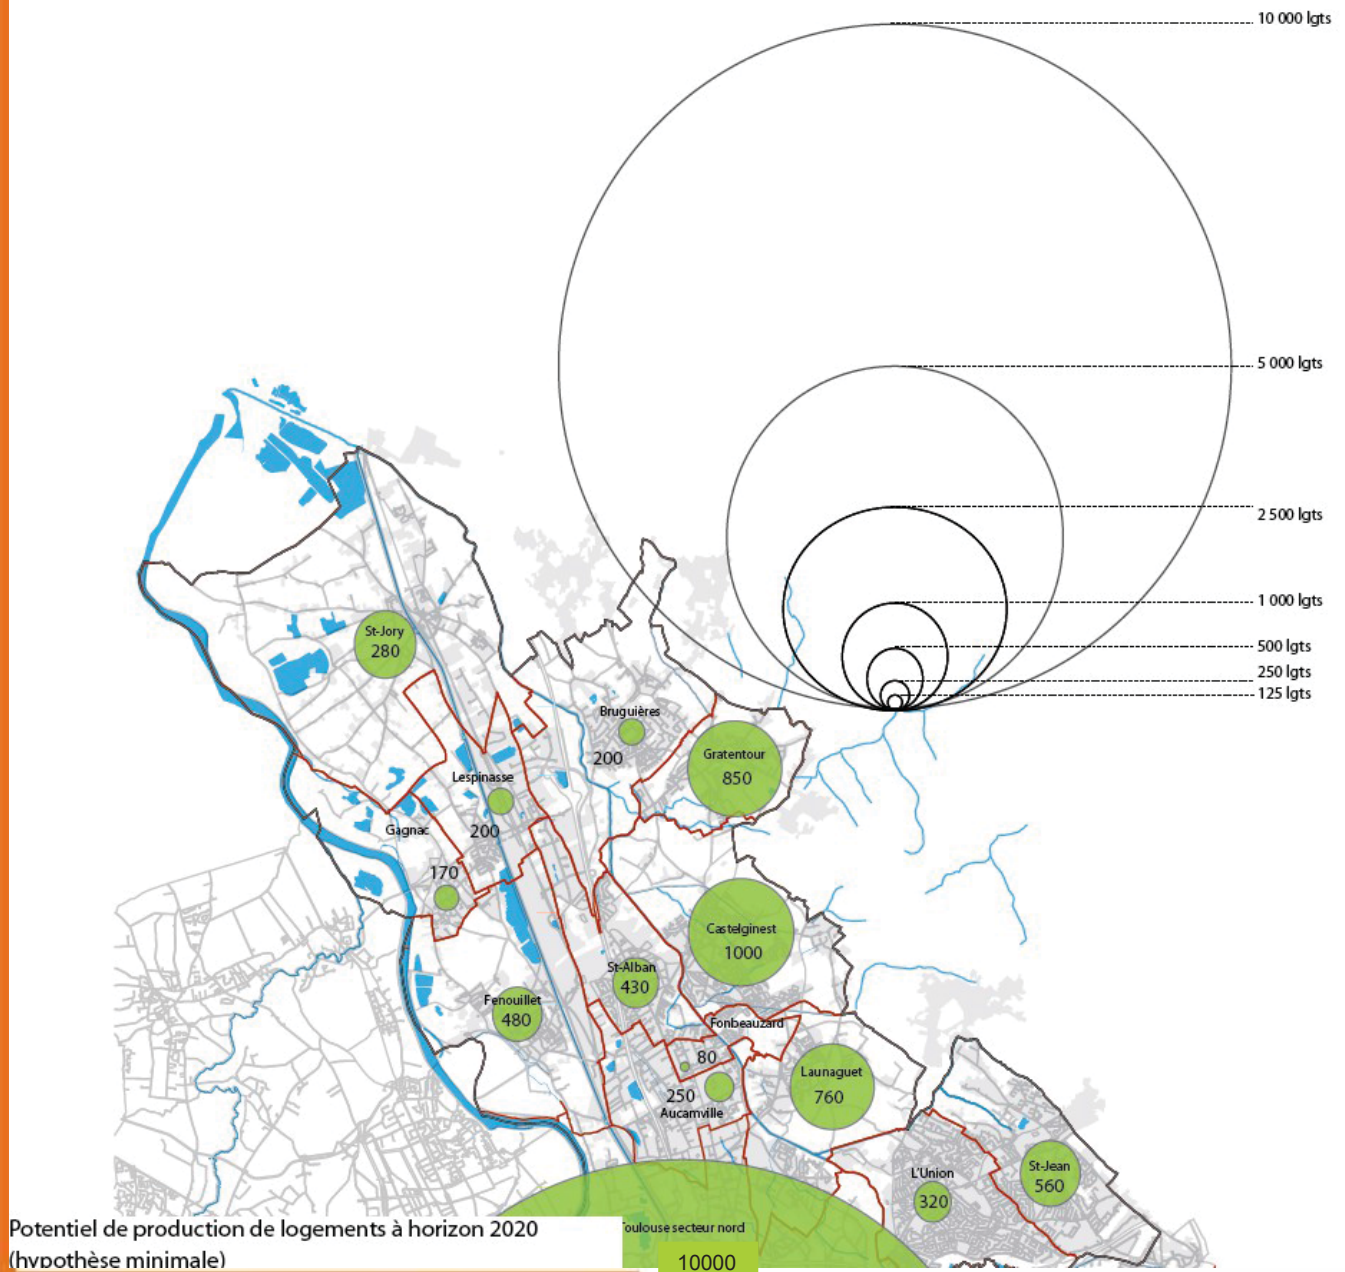 10 000 lgts
5 000 lgts
2 500 lgts
1 000 lgts
500 lgts
250 lgts
125 lgts
St-Jory
280
Bruguières
200
Gratentour
850
Lespinasse
200
Gagnac
170
Castelginest
1000
St-Alban
430
Fenouillet
480
Fonbeauzard
80
Launaguet
760
250
Aucamville
L'Union
320
St-Jean
560
Toulouse secteur nord
10000
Potentiel de production de logements à horizon 2020
(hypothèse minimale)